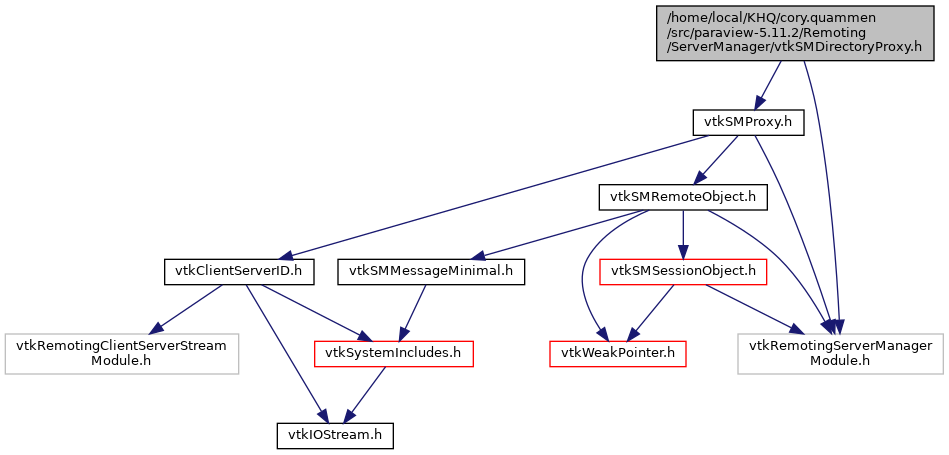 /home/local/KHQ/cory.quammen
/src/paraview-5.11.2/Remoting
/ServerManager/vtkSMDirectoryProxy.h
vtkSMProxy.h
vtkSMRemoteObject.h
vtkClientServerID.h
vtkSMMessageMinimal.h
vtkSMSessionObject.h
vtkRemotingClientServerStream
Module.h
vtkSystemIncludes.h
vtkWeakPointer.h
vtkRemotingServerManager
Module.h
vtkIOStream.h